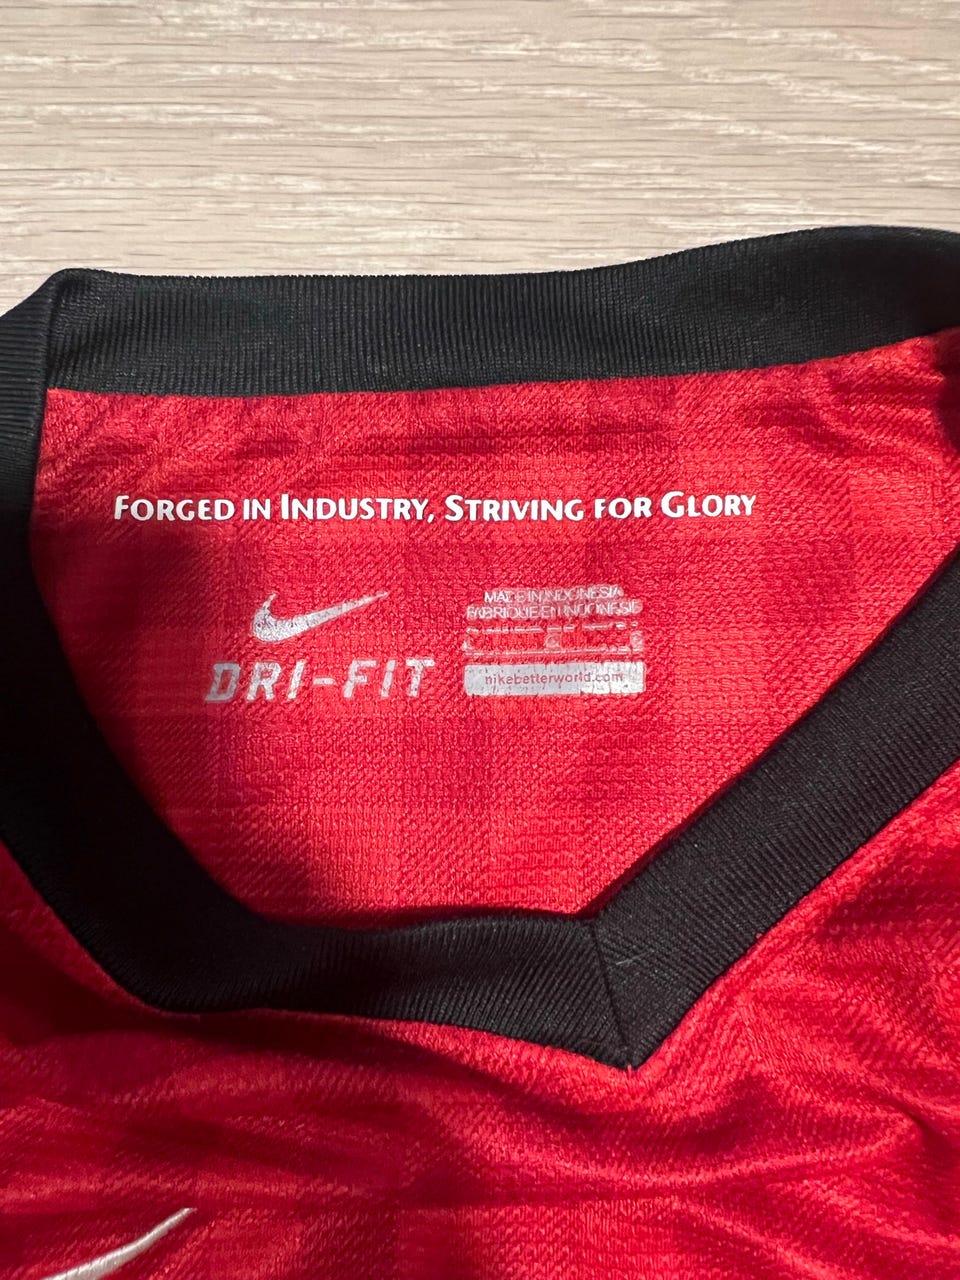 FORGED IN INDUSTRY, STRIVING FOR GLORY
MADE IN INDONESIA
FABRIQUE EN INDONESIE
DRI-FIT
nikebetterworld.com